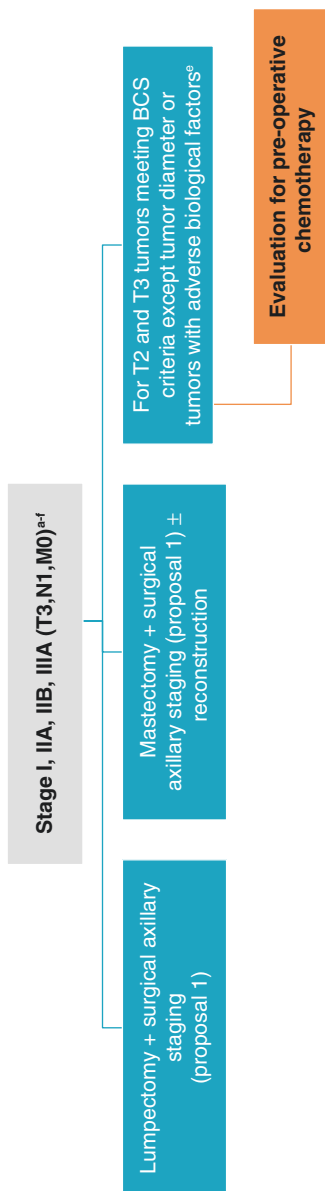 Stage I, IIA, IIB, IIIA (T3,N1,M0)ᵃ⁻ᶠ
Lumpectomy + surgical axillary
staging
(proposal 1)
Mastectomy + surgical
axillary staging (proposal 1) ±
reconstruction
For T2 and T3 tumors meeting BCS
criteria except tumor diameter or
tumors with adverse biological factorsᵉ
Evaluation for pre-operative
chemotherapy